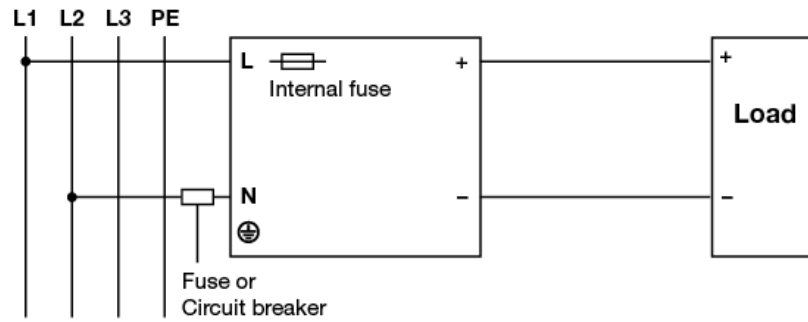 L1 L2 L3 PE
L
+
+
Internal fuse
Load
N
−
−
Fuse or
Circuit breaker